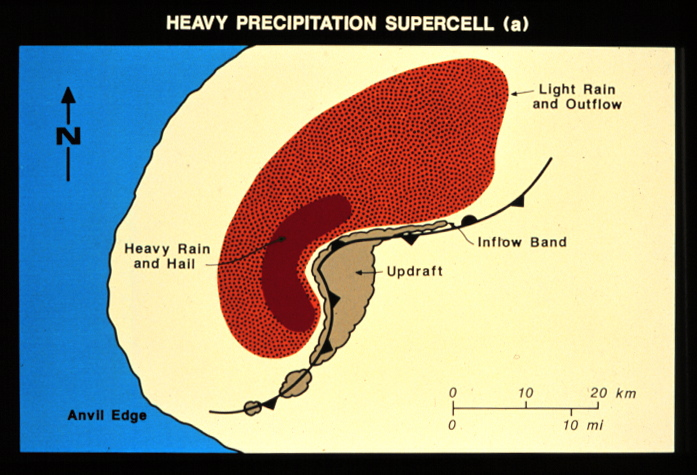 HEAVY PRECIPITATION SUPERCELL (a)
N
Light Rain
and Outflow
Heavy Rain
and Hail
Inflow Band
Updraft
Anvil Edge
0 10 20 km
0 10 mi